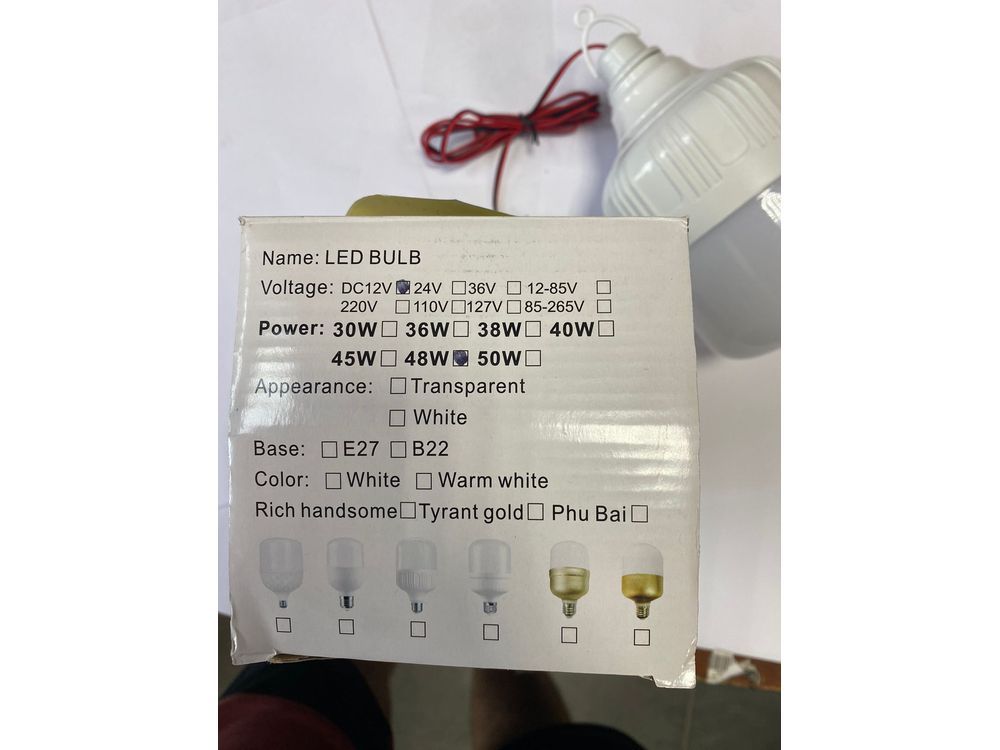 Name: LED BULB
Voltage: DC12V 24V 36V 12-85V
220V 110V 127V 85-265V
Power: 30W 36W 38W 40W
45W 48W 50W
Appearance: Transparent
White
Base: E27 B22
Color: White Warm white
Rich handsome Tyrant gold Phu Bai